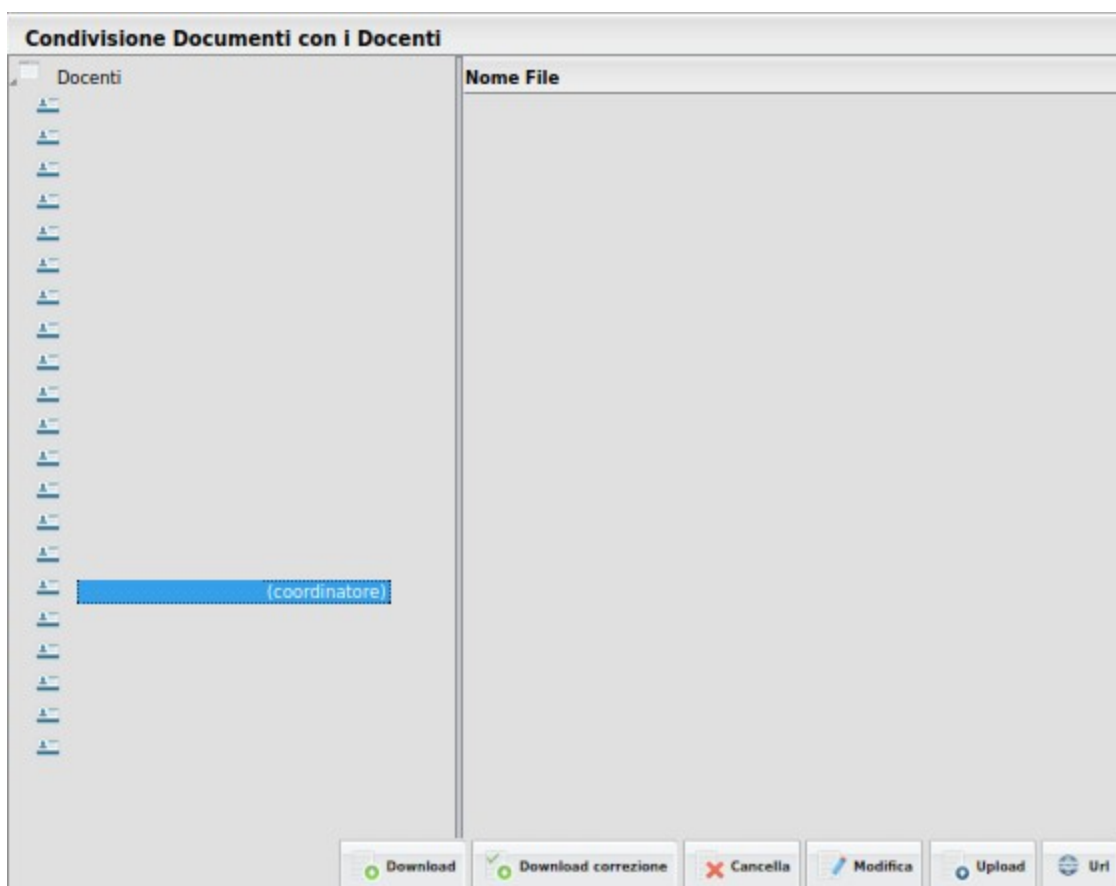 Condivisione Documenti con i Docenti
Docenti
Nome File
(coordinatore)
Download
Download correzione
Cancella
Modifica
Upload
Url